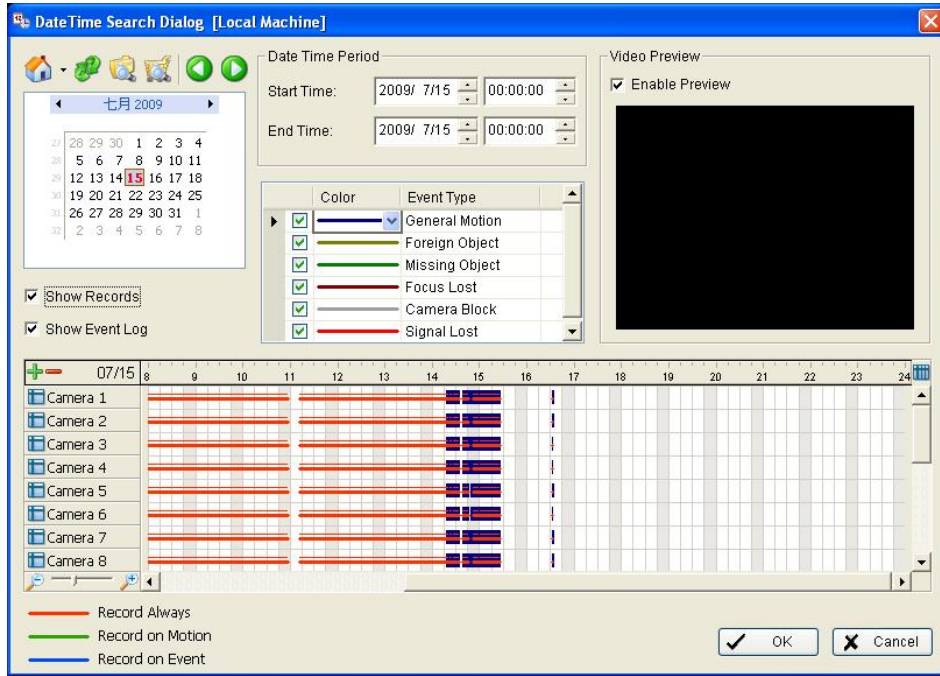 DateTime Search Dialog [Local Machine]
Date Time Period
Start Time: 2009/ 7/15 00:00:00
End Time: 2009/ 7/15 00:00:00
Video Preview
Enable Preview
七月 2009
27 28 29 30 1 2 3 4
28 5 6 7 8 9 10 11
29 12 13 14 15 16 17 18
30 19 20 21 22 23 24 25
31 26 27 28 29 30 31 1
32 2 3 4 5 6 7 8
Show Records
Show Event Log
Color Event Type
General Motion
Foreign Object
Missing Object
Focus Lost
Camera Block
Signal Lost
07/15 8 9 10 11 12 13 14 15 16 17 18 19 20 21 22 23 24
Camera 1
Camera 2
Camera 3
Camera 4
Camera 5
Camera 6
Camera 7
Camera 8
Record Always
Record on Motion
Record on Event
OK
Cancel